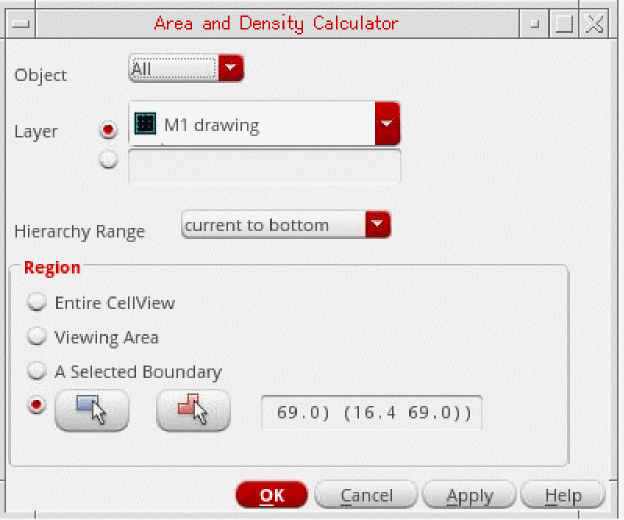 Area and Density Calculator
Object All
Layer M1 drawing
Hierarchy Range current to bottom
Region
Entire CellView
Viewing Area
A Selected Boundary
69.0) (16.4 69.0))
OK Cancel Apply Help